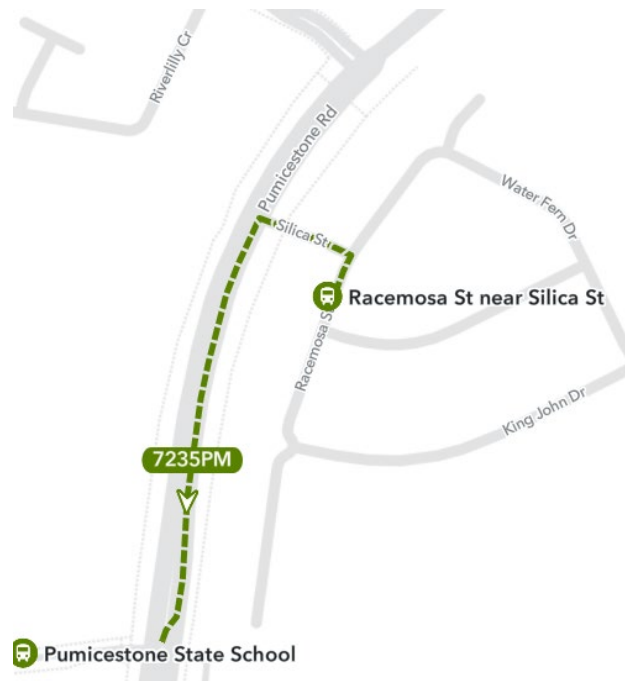 Riverlilly Cr
Pumicestone Rd
Water Fern Dr
Silica St
Racemosa St near Silica St
Racemosa St
King John Dr
7235PM
Pumicestone State School